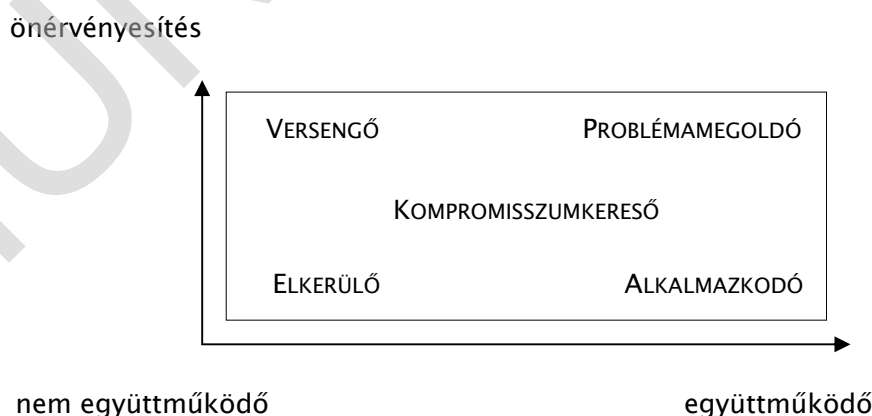 önérvényesítés
VERSENGŐ PROBLÉMAMEGOLDÓ
KOMPROMISSZUMKERESŐ
ELKERÜLŐ ALKALMAZKODÓ
nem együttműködő együttműködő